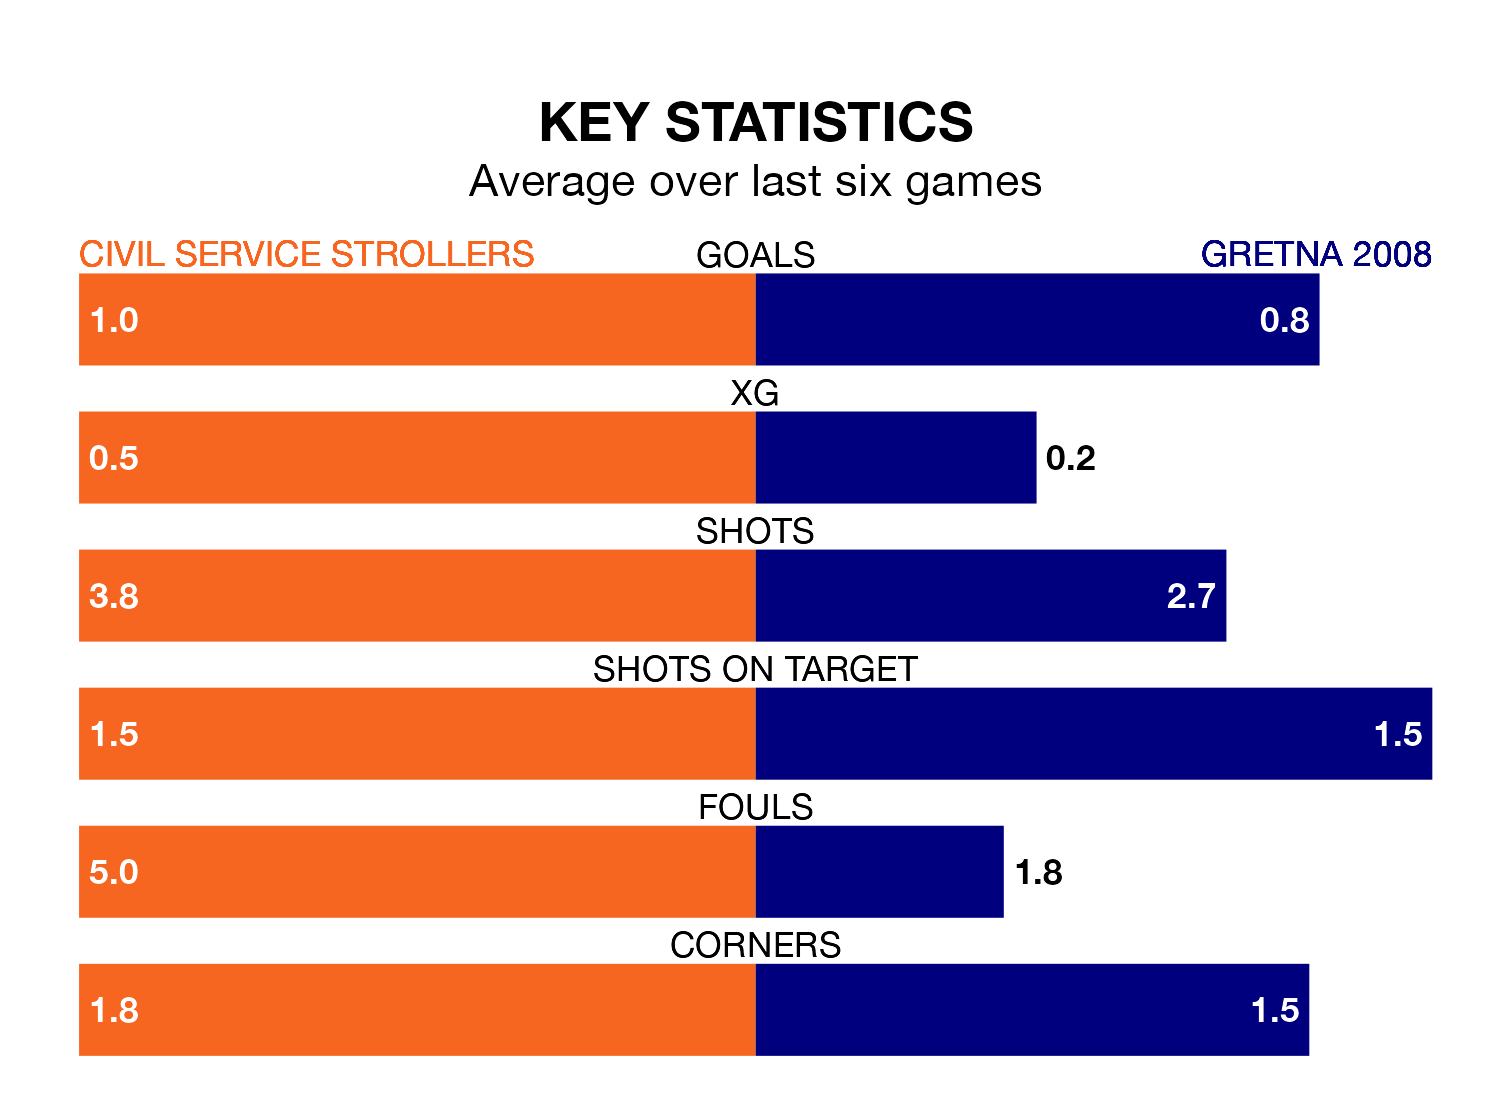 KEY STATISTICS
Average over last six games
CIVIL SERVICE STROLLERS GOALS GRETNA 2008
1.0 0.8
XG
0.5 0.2
SHOTS
3.8 2.7
SHOTS ON TARGET
1.5 1.5
FOULS
5.0 1.8
CORNERS
1.8 1.5